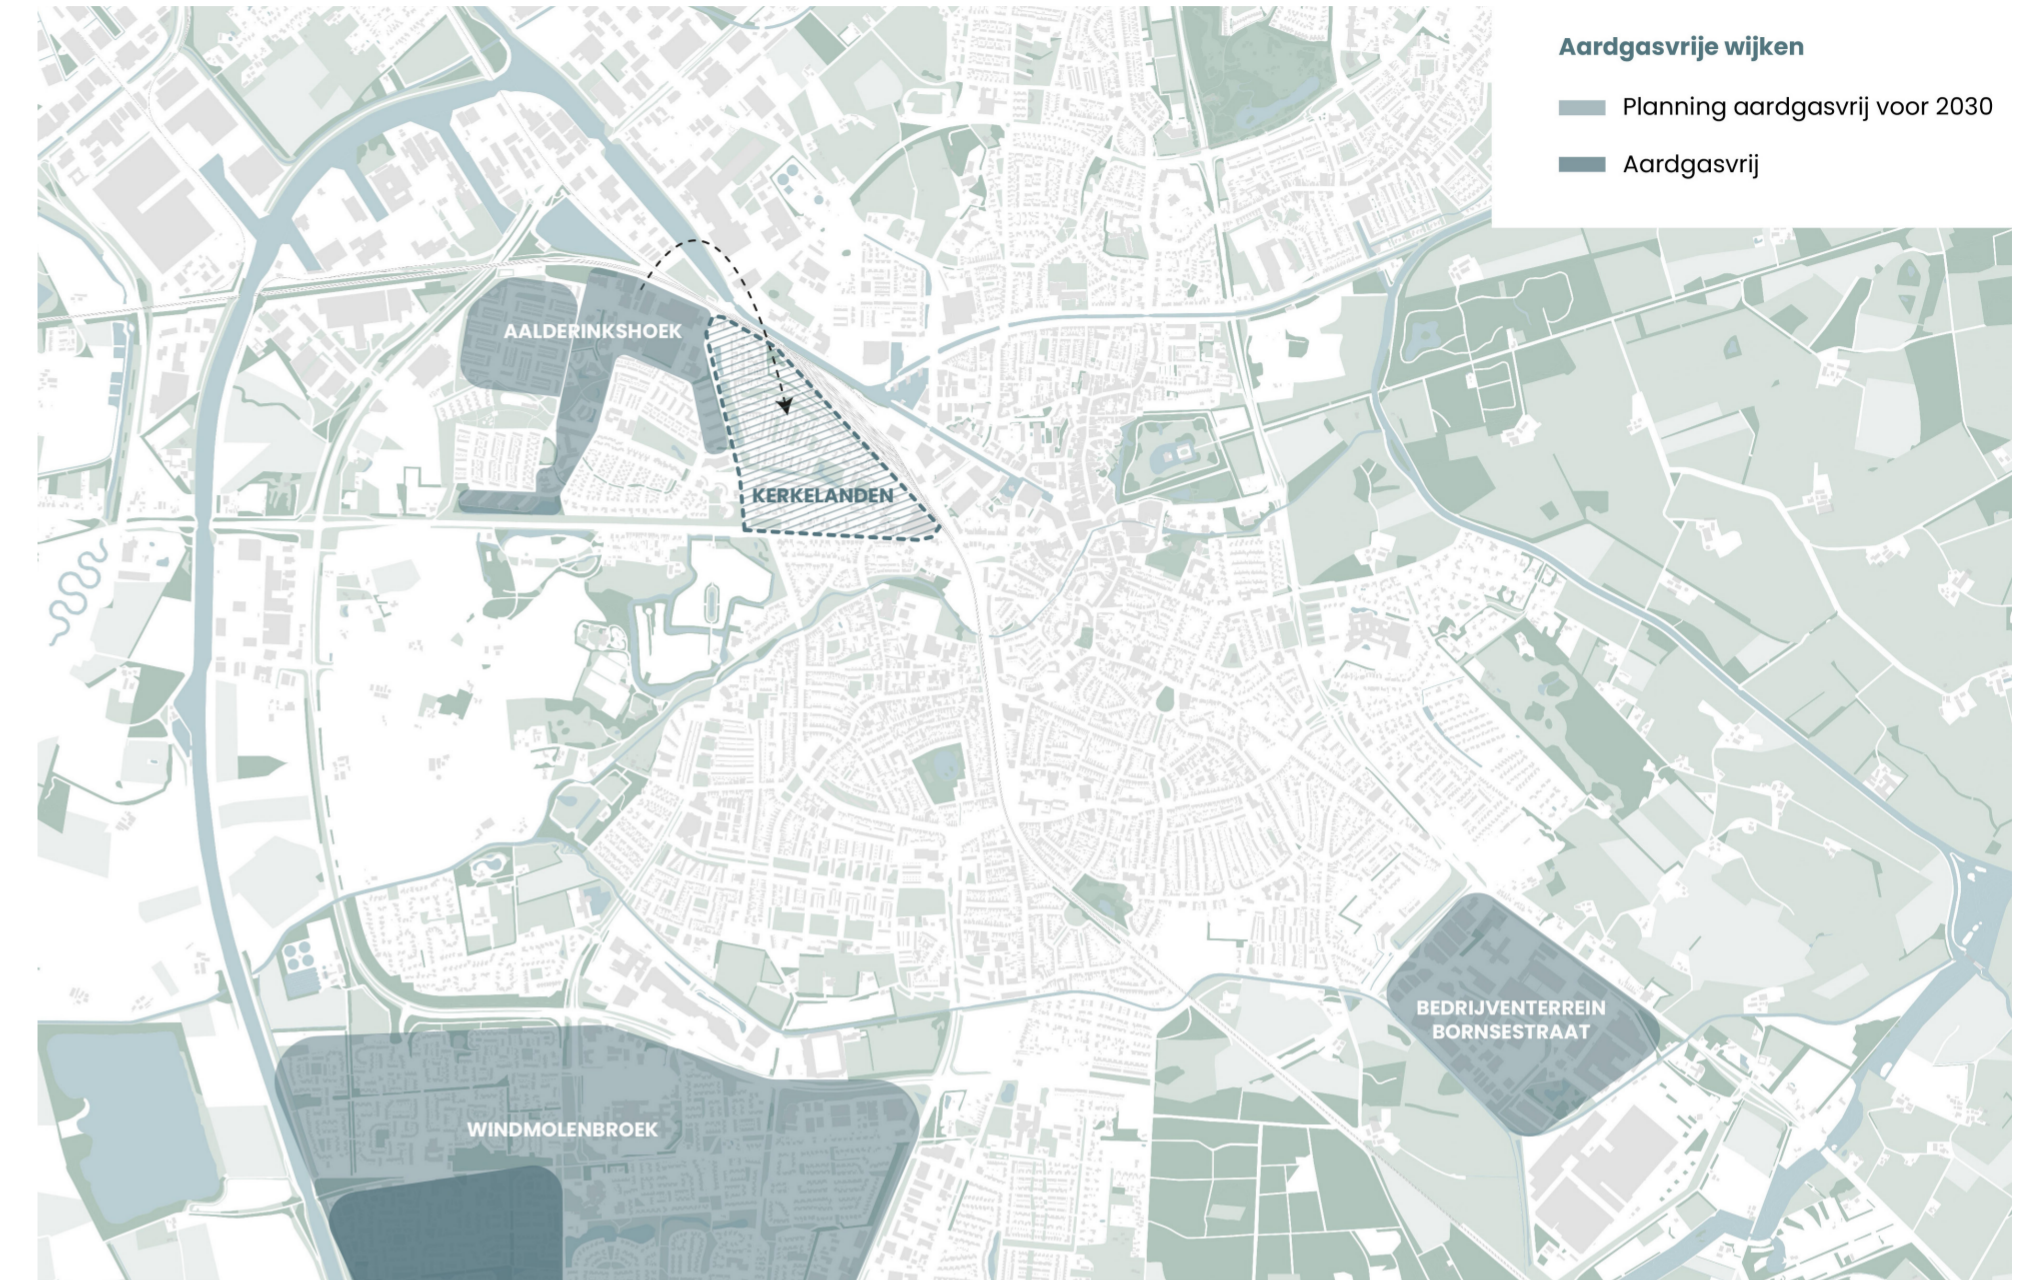 Aardgasvrije wijken
Planning aardgasvrij voor 2030
Aardgasvrij
AALDERINKSHOEK
KERKELANDEN
BEDRIJVENTERREIN
BORNSESTRAAT
WINDMOLENBROEK